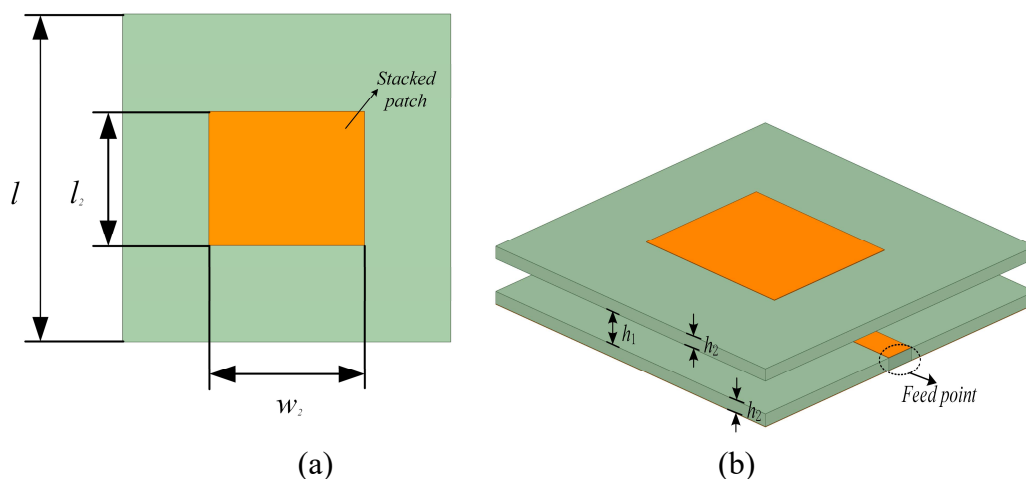 Stacked
patch
l
l₂
w₂
(a)
h₁
h₂
h₂
Feed point
(b)